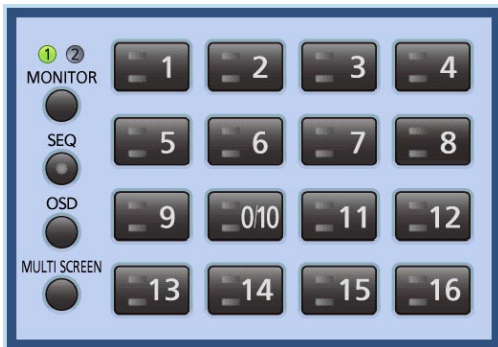 1 2
MONITOR
SEQ
OSD
MULTI SCREEN
1 2 3 4
5 6 7 8
9 0/10 11 12
13 14 15 16